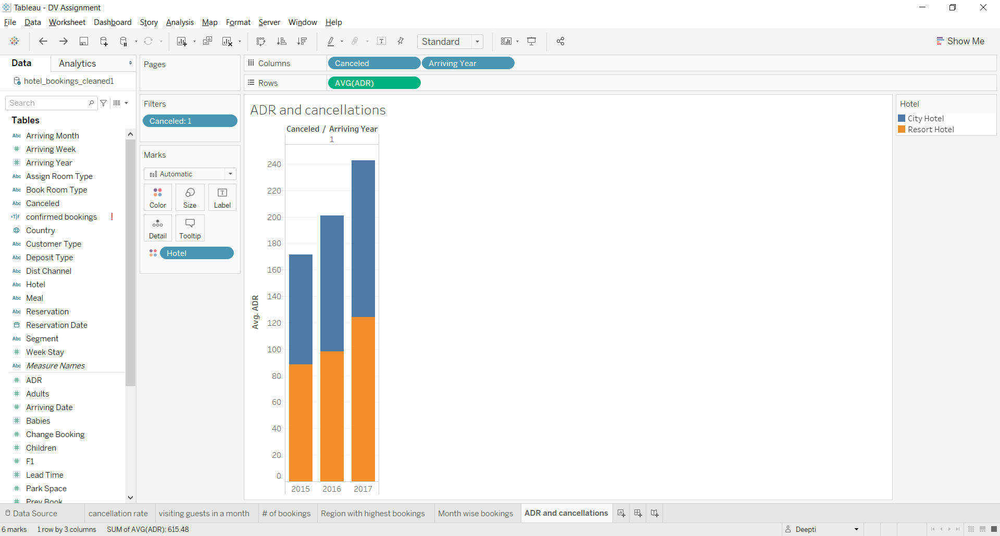 Tableau - DV Assignment
File Data Worksheet Dashboard Story Analysis Map Format Server Window Help
Standard
Show Me
Data
Analytics
hotel_bookings_cleaned1
Search
Tables
Arriving Month
Arriving Week
Arriving Year
Assign Room Type
Book Room Type
Canceled
confirmed bookings !
Country
Customer Type
Deposit Type
Dist Channel
Hotel
Meal
Reservation
Reservation Date
Segment
Week Stay
Measure Names
ADR
Adults
Arriving Date
Babies
Change Booking
Children
F1
Lead Time
Park Space
Prev Book
Pages
Filters
Canceled: 1
Marks
Automatic
Color
Size
Label
Detail
Tooltip
Hotel
Columns
Canceled
Arriving Year
Rows
AVG(ADR)
ADR and cancellations
Canceled / Arriving Year
1
240
220
200
180
160
140
120
100
80
60
40
20
0
Avg. ADR
2015 2016 2017
Hotel
City Hotel
Resort Hotel
Data Source
cancellation rate
visiting guests in a month
# of bookings
Region with highest bookings
Month wise bookings
ADR and cancellations
6 marks
1 row by 3 columns
SUM of AVG(ADR): 615.48
Deepti